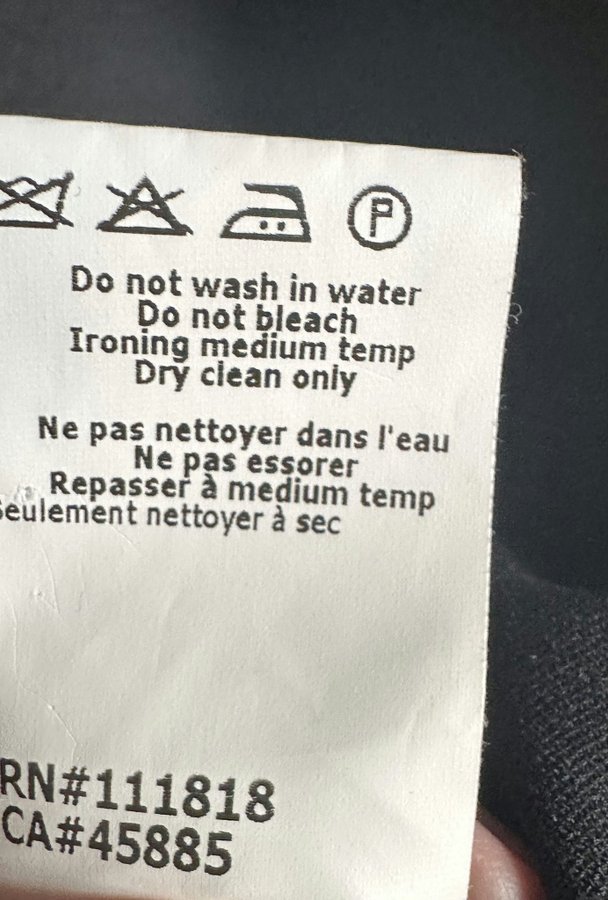 P
Do not wash in water
Do not bleach
Ironing medium temp
Dry clean only
Ne pas nettoyer dans l'eau
Ne pas essorer
Repasser à medium temp
Seulement nettoyer à sec
RN#111818
CA#45885